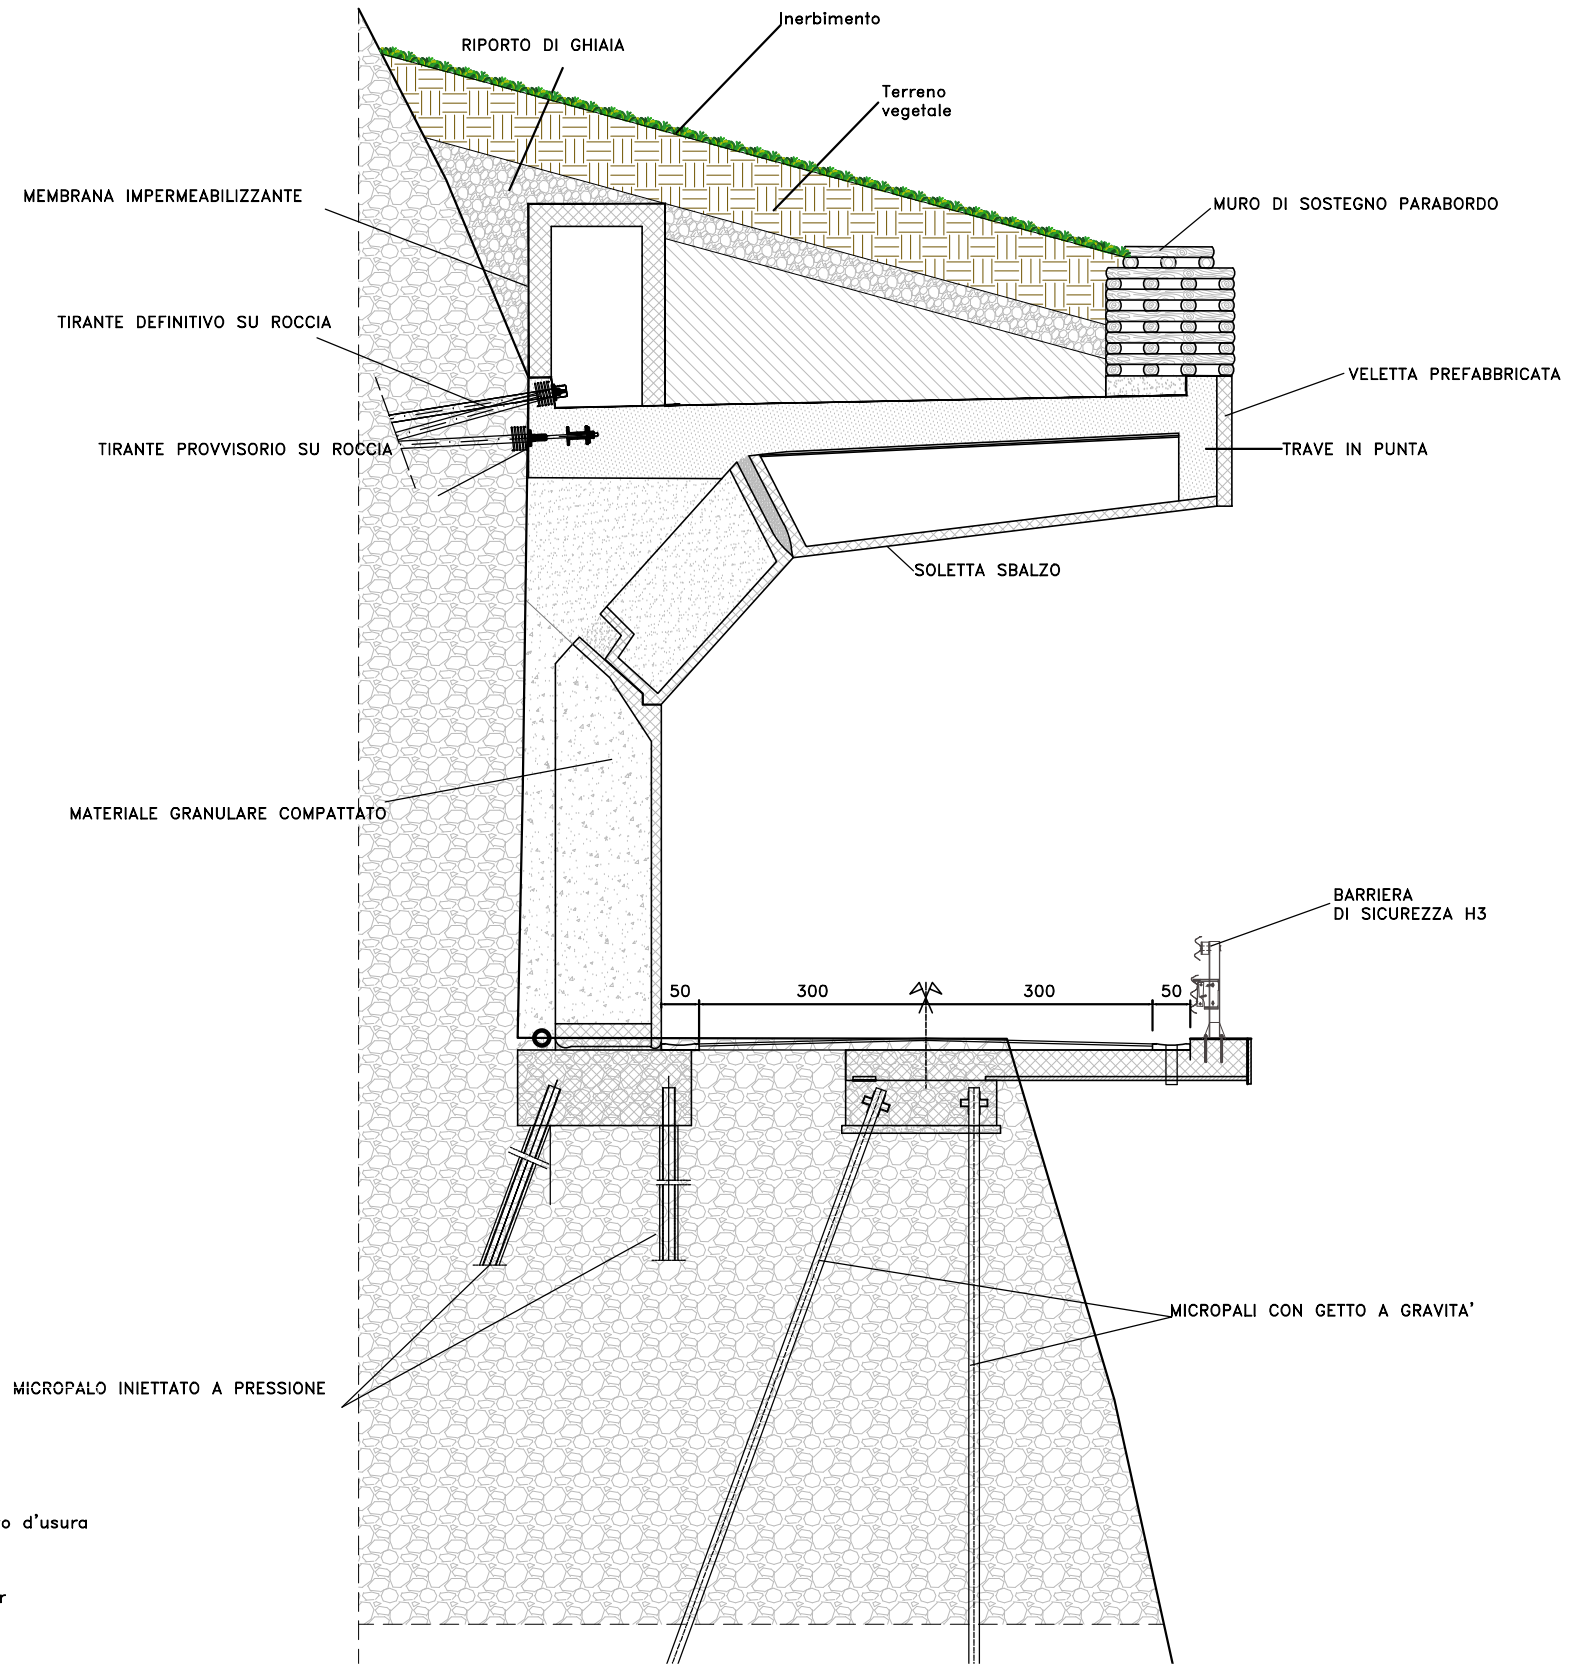 Inerbimento
RIPORTO DI GHIAIA
Terreno
vegetale
MEMBRANA IMPERMEABILIZZANTE
MURO DI SOSTEGNO PARABORDO
TIRANTE DEFINITIVO SU ROCCIA
VELETTA PREFABBRICATA
TIRANTE PROVVISORIO SU ROCCIA
TRAVE IN PUNTA
SOLETTA SBALZO
MATERIALE GRANULARE COMPATTATO
BARRIERA
DI SICUREZZA H3
50 300 300 50
MICROPALI CON GETTO A GRAVITA'
MICROPALO INIETTATO A PRESSIONE
o d'usura
r